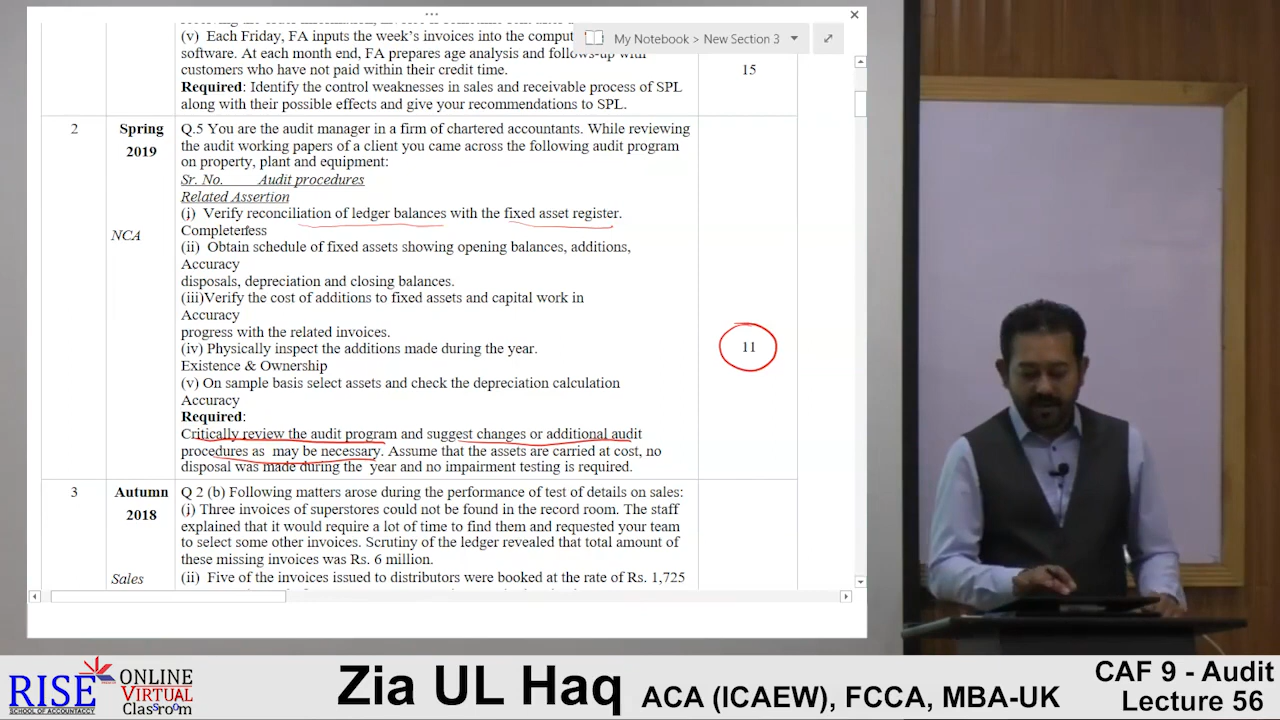 (v) Each Friday, FA inputs the week's invoices into the comput
My Notebook > New Section 3
software. At each month end, FA prepares age analysis and follows-up with
customers who have not paid within their credit time.
15
Required: Identify the control weaknesses in sales and receivable process of SPL
along with their possible effects and give your recommendations to SPL.
2
Spring
2019
NCA
Q.5 You are the audit manager in a firm of chartered accountants. While reviewing
the audit working papers of a client you came across the following audit program
on property, plant and equipment:
Sr. No. Audit procedures
Related Assertion
(i) Verify reconciliation of ledger balances with the fixed asset register.
Completeness
(ii) Obtain schedule of fixed assets showing opening balances, additions,
Accuracy
disposals, depreciation and closing balances.
(iii)Verify the cost of additions to fixed assets and capital work in
Accuracy
progress with the related invoices.
(iv) Physically inspect the additions made during the year.
Existence & Ownership
(v) On sample basis select assets and check the depreciation calculation
Accuracy
Required:
Critically review the audit program and suggest changes or additional audit
procedures as may be necessary. Assume that the assets are carried at cost, no
disposal was made during the year and no impairment testing is required.
11
3
Autumn
2018
Sales
Q 2 (b) Following matters arose during the performance of test of details on sales:
(i) Three invoices of superstores could not be found in the record room. The staff
explained that it would require a lot of time to find them and requested your team
to select some other invoices. Scrutiny of the ledger revealed that total amount of
these missing invoices was Rs. 6 million.
(ii) Five of the invoices issued to distributors were booked at the rate of Rs. 1,725
RISE
SCHOOL OF ACCOUNTACY
ONLINE
VIRTUAL
Classroom
Zia UL Haq
ACA (ICAEW), FCCA, MBA-UK
CAF 9 - Audit
Lecture 56